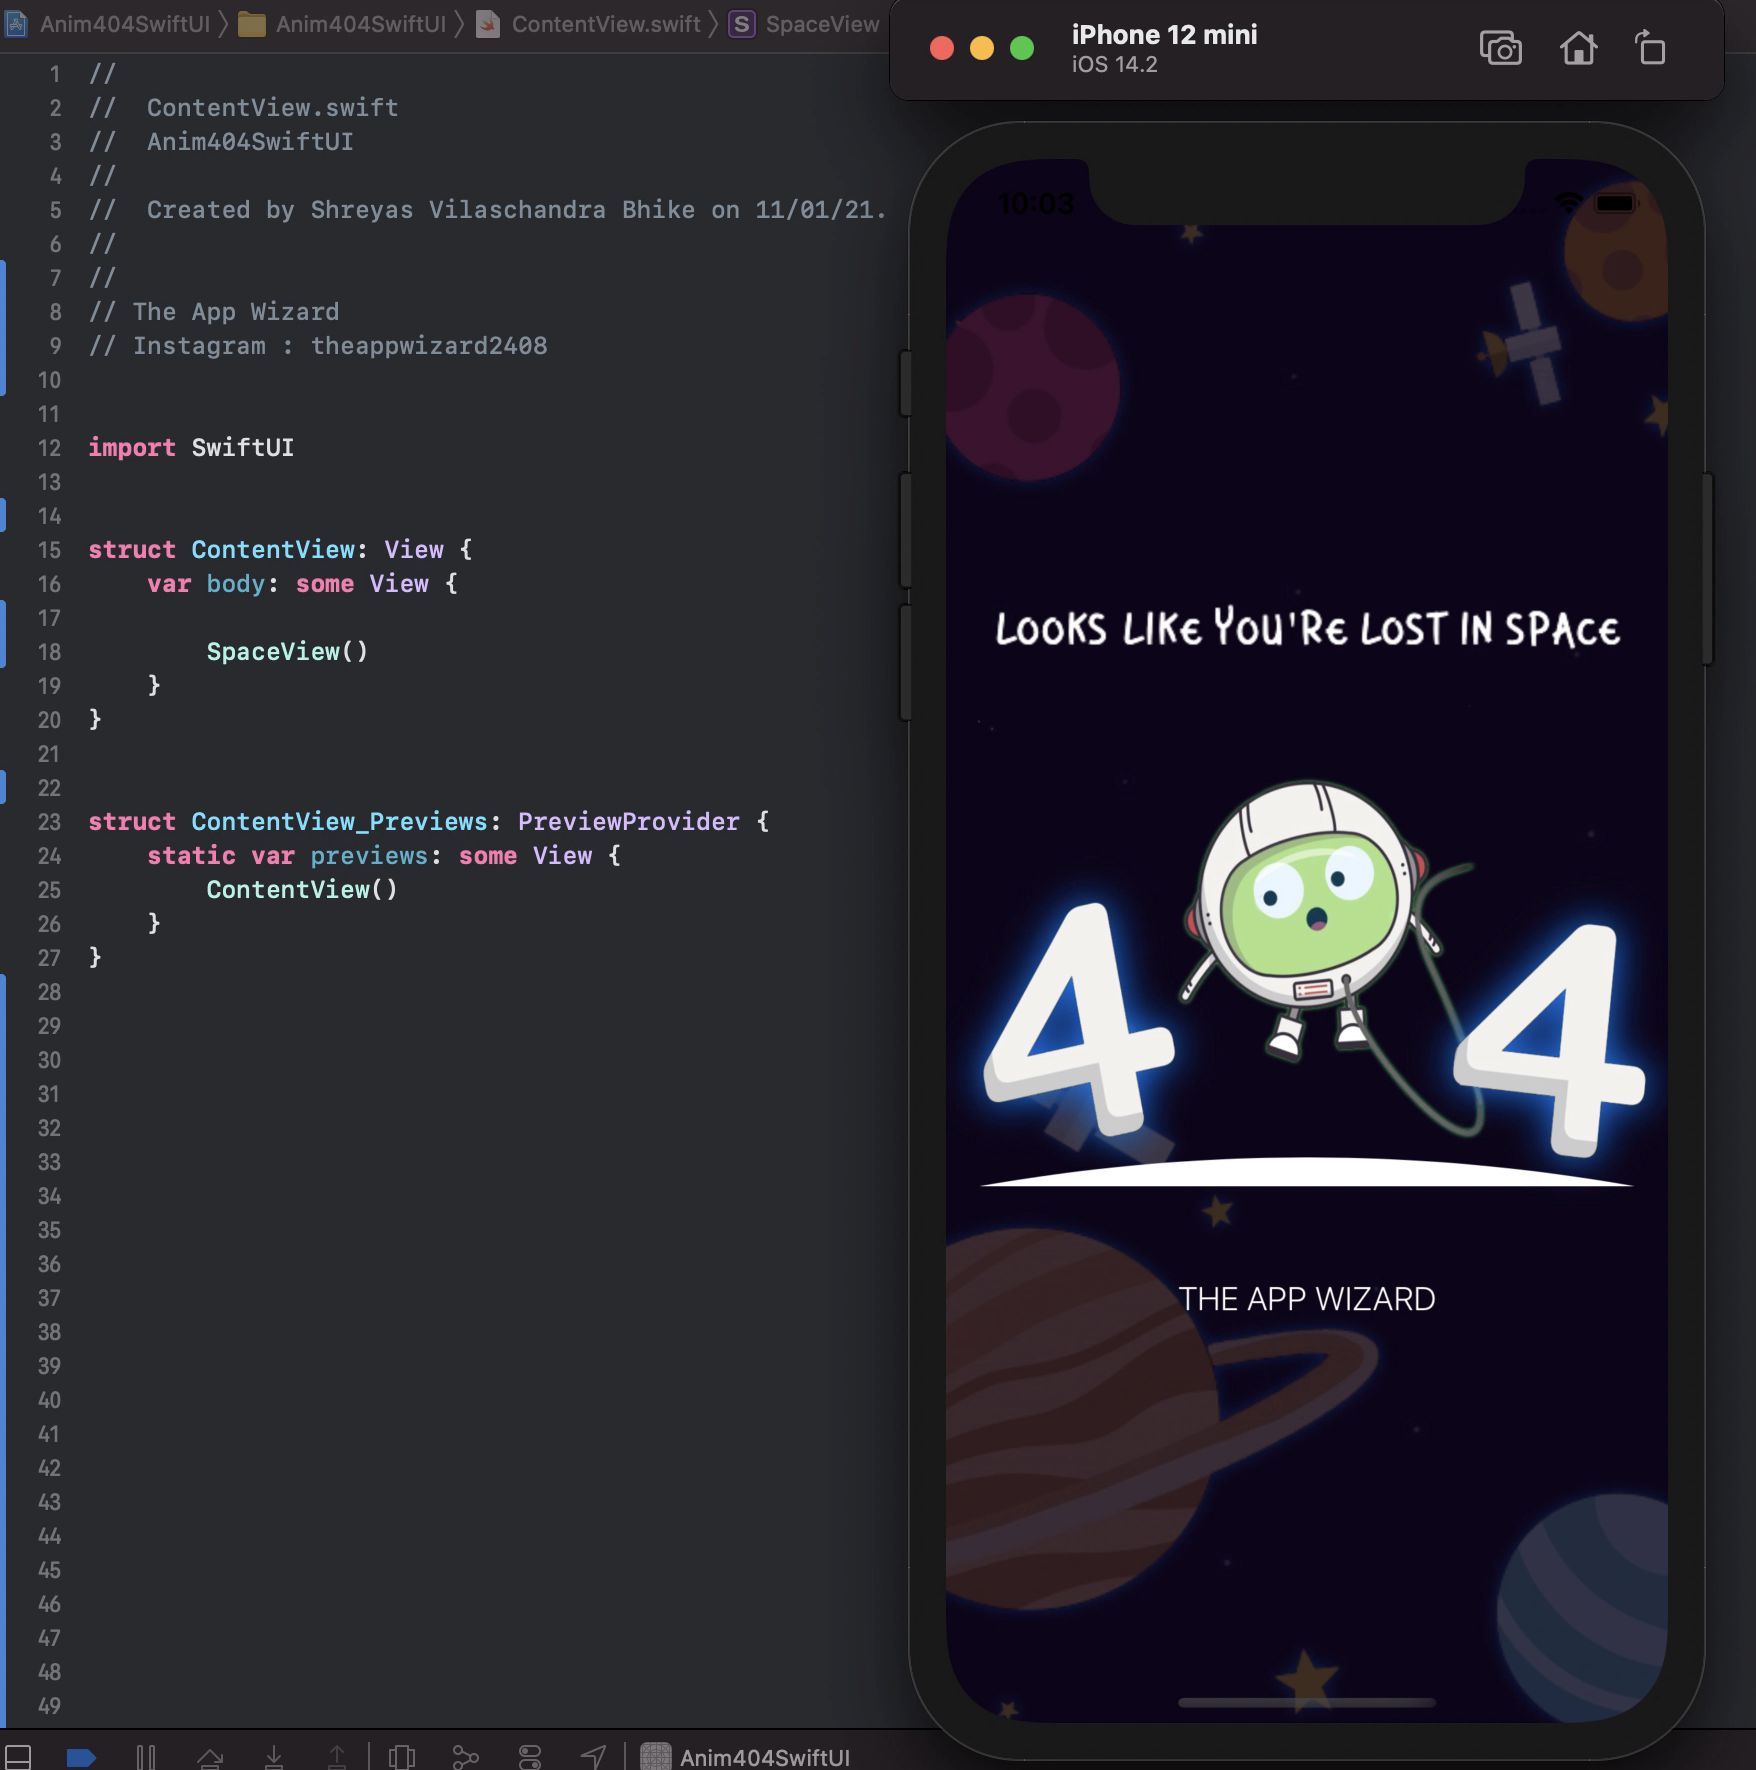 Anim404SwiftUI 〉 Anim404SwiftUI 〉 ContentView.swift 〉 S SpaceView
1 //
2 //  ContentView.swift
3 //  Anim404SwiftUI
4 //
5 //  Created by Shreyas Vilaschandra Bhike on 11/01/21.
6 //
7 //
8 // The App Wizard
9 // Instagram : theappwizard2408
10
11
12 import SwiftUI
13
14
15 struct ContentView: View {
16     var body: some View {
17
18         SpaceView()
19     }
20 }
21
22
23 struct ContentView_Previews: PreviewProvider {
24     static var previews: some View {
25         ContentView()
26     }
27 }
28
29
30
31
32
33
34
35
36
37
38
39
40
41
42
43
44
45
46
47
48
49
Anim404SwiftUI
iPhone 12 mini
iOS 14.2
10:03
LOOKS LIKE YOU'RE LOST IN SPACE
4 4
THE APP WIZARD